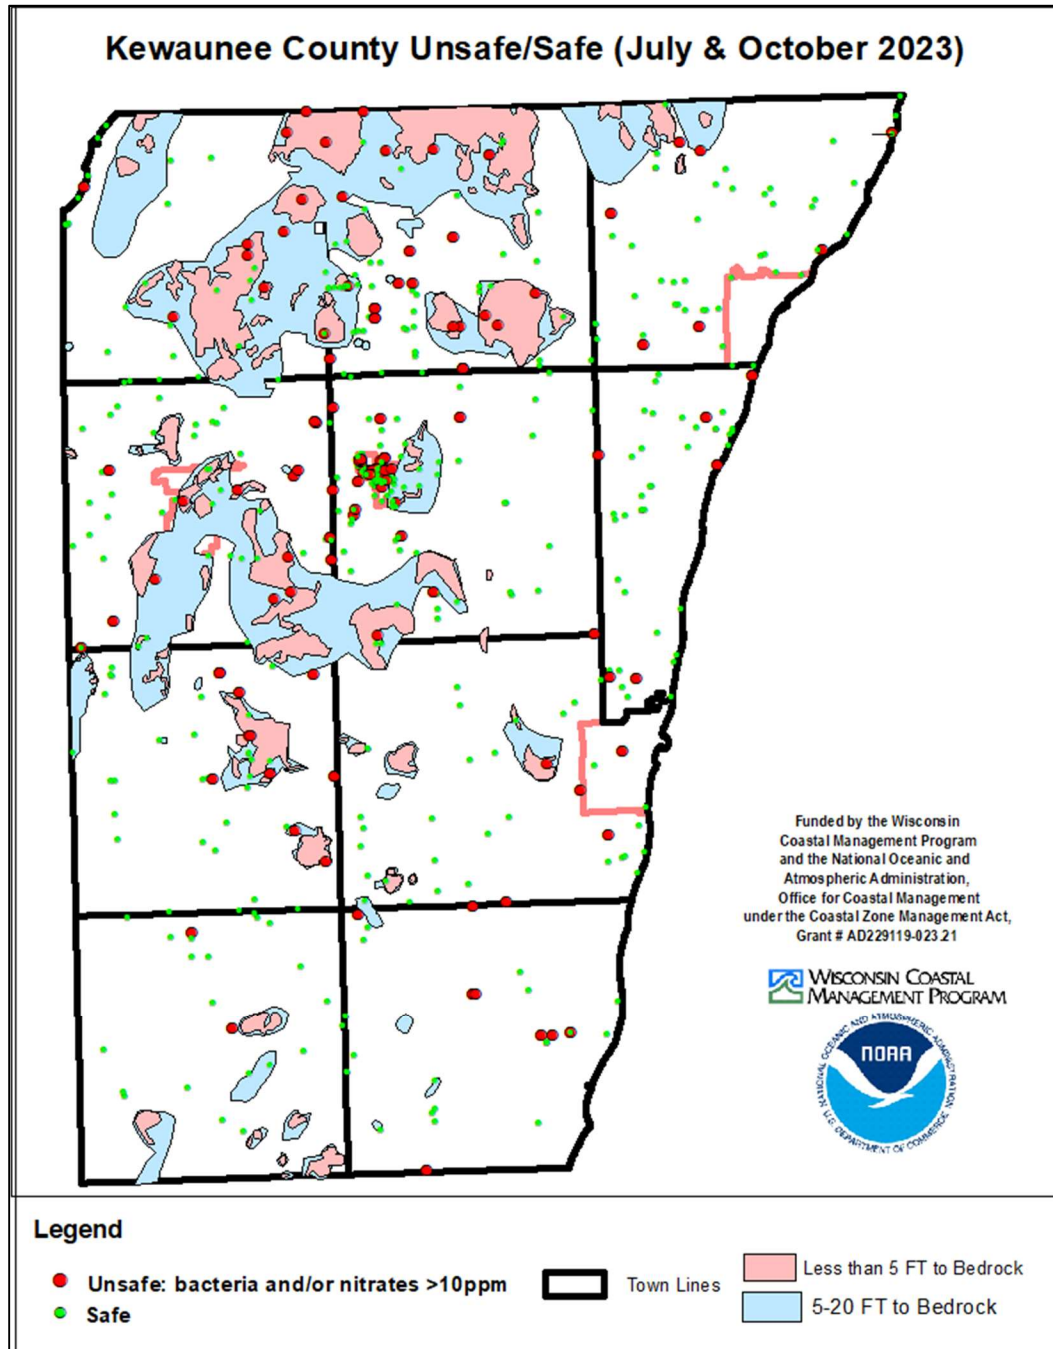 Kewaunee County Unsafe/Safe (July & October 2023)
Funded by the Wisconsin
Coastal Management Program
and the National Oceanic and
Atmospheric Administration,
Office for Coastal Management
under the Coastal Zone Management Act,
Grant # AD229119-023.21
WISCONSIN COASTAL
MANAGEMENT PROGRAM
NATIONAL OCEANIC AND ATMOSPHERIC ADMINISTRATION
NOAA
U.S. DEPARTMENT OF COMMERCE
Legend
Unsafe: bacteria and/or nitrates >10ppm
Safe
Town Lines
Less than 5 FT to Bedrock
5-20 FT to Bedrock